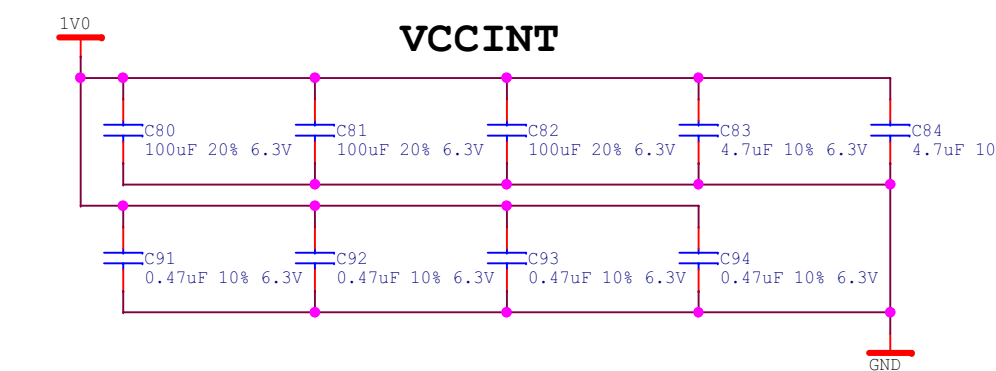 1V0
VCCINT
C80
100uF 20% 6.3V
C81
100uF 20% 6.3V
C82
100uF 20% 6.3V
C83
4.7uF 10% 6.3V
C84
4.7uF 10
C91
0.47uF 10% 6.3V
C92
0.47uF 10% 6.3V
C93
0.47uF 10% 6.3V
C94
0.47uF 10% 6.3V
GND